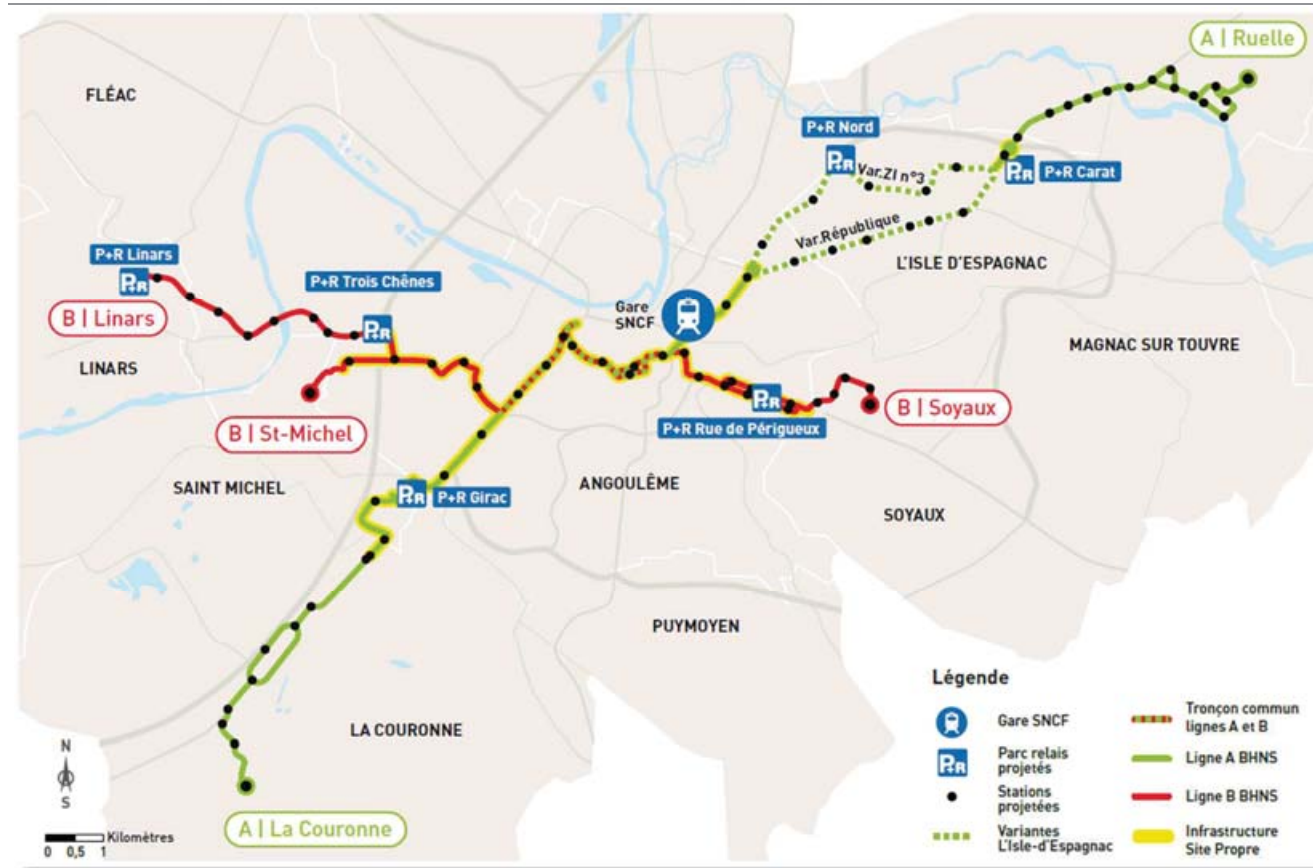 A | Ruelle
FLÉAC
P+R Nord
P+R
Var.ZI n°3
P+R
P+R Carat
Var.République
P+R Linars
P+R
P+R Trois Chênes
L'ISLE D'ESPAGNAC
B | Linars
P+R
Gare
SNCF
LINARS
MAGNAC SUR TOUVRE
B | St-Michel
P+R
B | Soyaux
P+R Rue de Périgueux
SAINT MICHEL
P+R
P+R Girac
ANGOULÊME
SOYAUX
PUYMOYEN
LA COURONNE
A | La Couronne
N
S
Kilomètres
0 0,5 1
Légende
Gare SNCF
P+R
Parc relais
projetés
Stations
projetées
Variantes
L'Isle-d'Espagnac
Tronçon commun
lignes A et B
Ligne A BHNS
Ligne B BHNS
Infrastructure
Site Propre